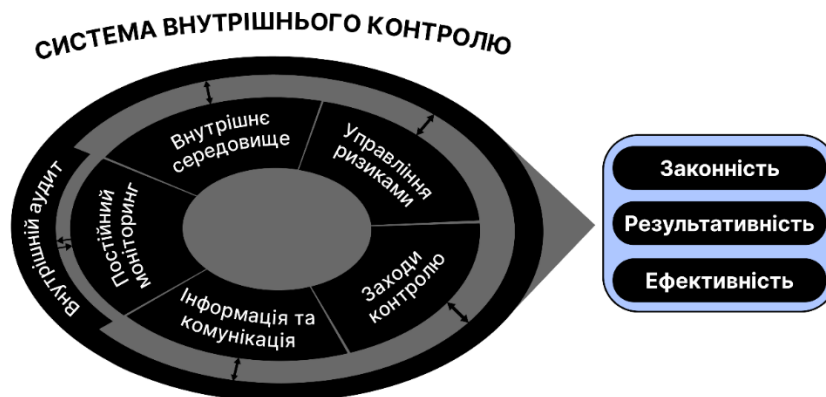 СИСТЕМА ВНУТРІШНЬОГО КОНТРОЛЮ
Внутрішнє
середовище
Управління
ризиками
Заходи
контролю
Інформація та
комунікація
Постійний
моніторинг
Внутрішній аудит
Законність
Результативність
Ефективність